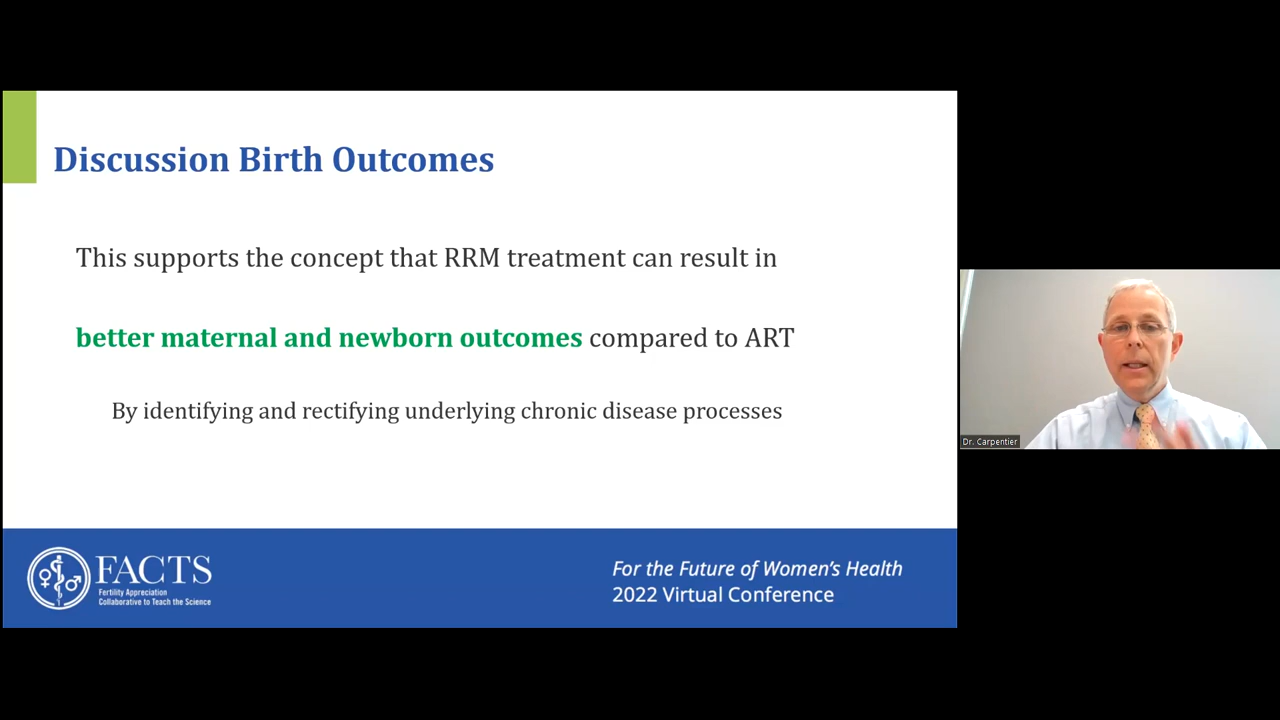 Discussion Birth Outcomes
This supports the concept that RRM treatment can result in
better maternal and newborn outcomes compared to ART
By identifying and rectifying underlying chronic disease processes
FACTS
Fertility Appreciation
Collaborative to Teach the Science
For the Future of Women's Health
2022 Virtual Conference
Dr. Carpentier